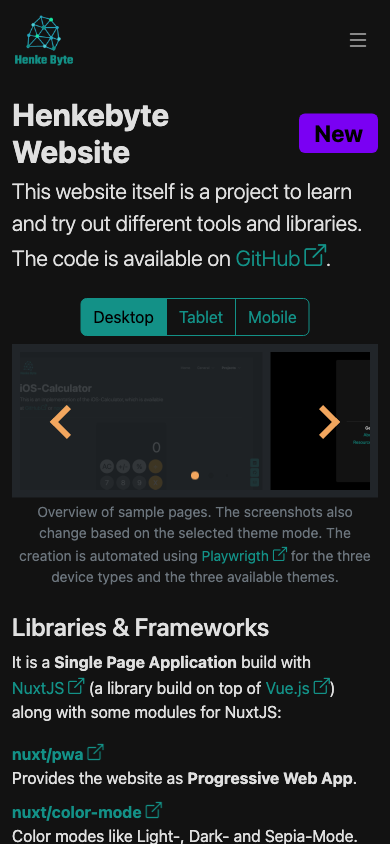 Henke Byte
Henkebyte
Website
New
This website itself is a project to learn
and try out different tools and libraries.
The code is available on GitHub.
Desktop
Tablet
Mobile
IOS-Calculator
0
Overview of sample pages. The screenshots also
change based on the selected theme mode. The
creation is automated using Playwrigth for the three
device types and the three available themes.
Libraries & Frameworks
It is a Single Page Application build with
NuxtJS (a library build on top of Vue.js)
along with some modules for NuxtJS:
nuxt/pwa
Provides the website as Progressive Web App.
nuxt/color-mode
Color modes like Light-, Dark- and Sepia-Mode.